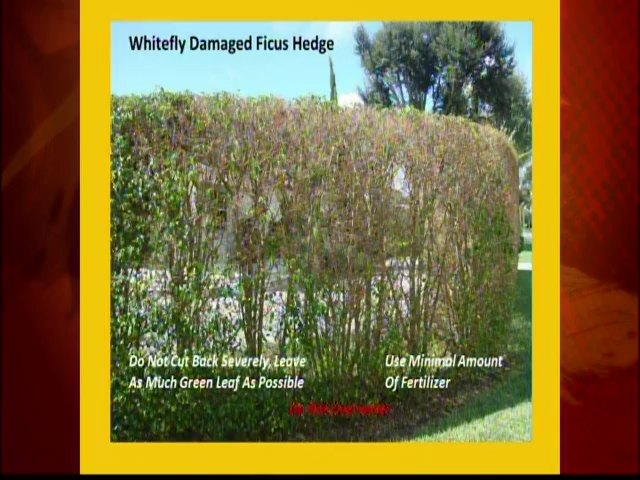 Whitefly Damaged Ficus Hedge
Do Not Cut Back Severely, Leave
As Much Green Leaf As Possible
Use Minimal Amount
Of Fertilizer